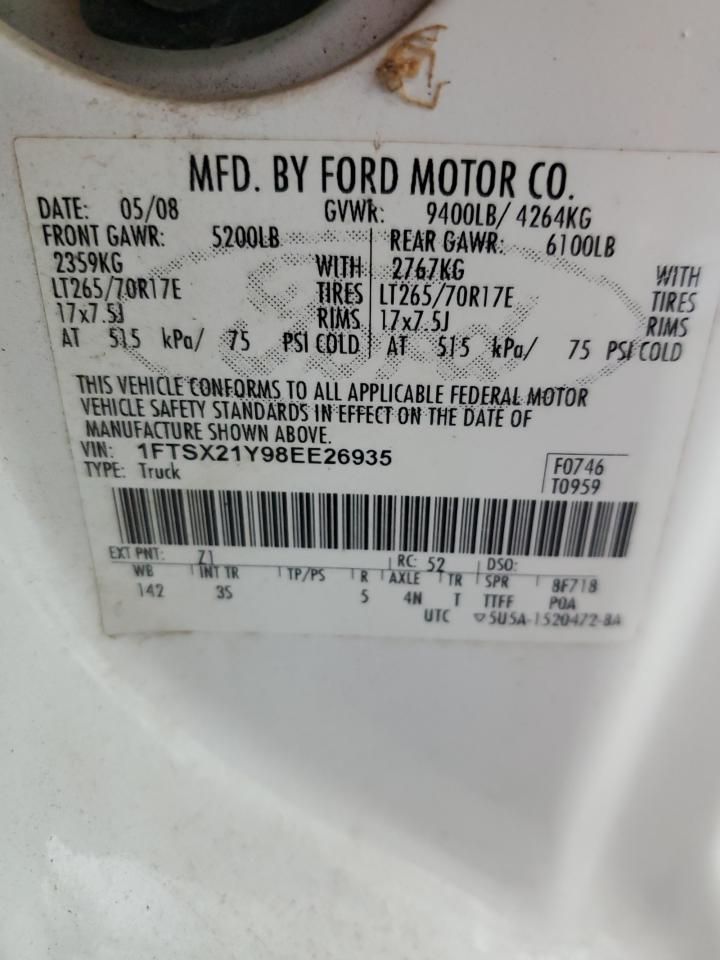 MFD. BY FORD MOTOR CO.
DATE: 05/08 GVWR: 9400LB/ 4264KG
FRONT GAWR: 5200LB REAR GAWR: 6100LB
2359KG WITH 2767KG WITH
LT265/70R17E TIRES LT265/70R17E TIRES
17x7.5J RIMS 17x7.5J RIMS
AT 515 kPa/ 75 PSI COLD AT 515 kPa/ 75 PSI COLD
THIS VEHICLE CONFORMS TO ALL APPLICABLE FEDERAL MOTOR
VEHICLE SAFETY STANDARDS IN EFFECT ON THE DATE OF
MANUFACTURE SHOWN ABOVE.
VIN: 1FTSX21Y98EE26935 F0746
TYPE: Truck T0959
EXT PNT: Z1 RC: 52 DSO:
WB INT TR TP/PS R AXLE TR SPR 8F718
142 3S 5 4N T TTFF POA
UTC ▽5U5A-1520472-BA